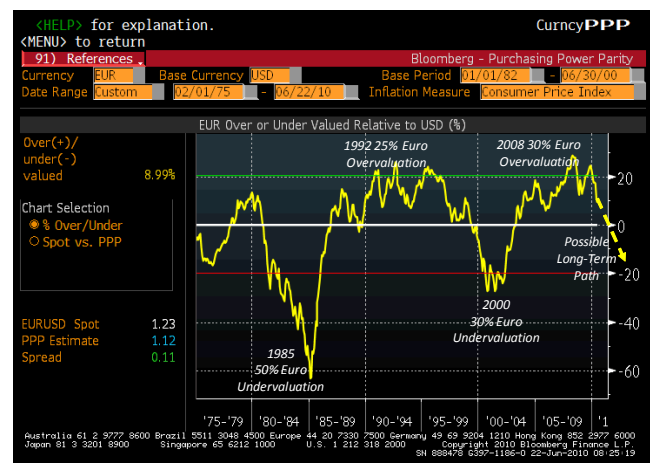 <HELP> for explanation. CurncyPPP
<MENU> to return
91) References Bloomberg - Purchasing Power Parity
Currency EUR Base Currency USD Base Period 01/01/82 - 06/30/00
Date Range Custom 02/01/75 - 06/22/10 Inflation Measure Consumer Price Index
EUR Over or Under Valued Relative to USD (%)
Over(+)/
under(-)
valued 8.99%
Chart Selection
% Over/Under
Spot vs. PPP
EURUSD Spot 1.23
PPP Estimate 1.12
Spread 0.11
1992 25% Euro
Overvaluation
2008 30% Euro
Overvaluation
20
0
Possible
Long-Term
Path
-20
2000
30% Euro
Undervaluation
-40
1985
50% Euro
Undervaluation
-60
'75-'79 '80-'84 '85-'89 '90-'94 '95-'99 '00-'04 '05-'09 '1
Australia 61 2 9777 8600 Brazil 5511 3048 4500 Europe 44 20 7330 7500 Germany 49 69 9204 1210 Hong Kong 852 2977 6000
Japan 81 3 3201 8900 Singapore 65 6212 1000 U.S. 1 212 318 2000 Copyright 2010 Bloomberg Finance L.P.
SN 888478 G397-1186-0 22-Jun-2010 08:25:19